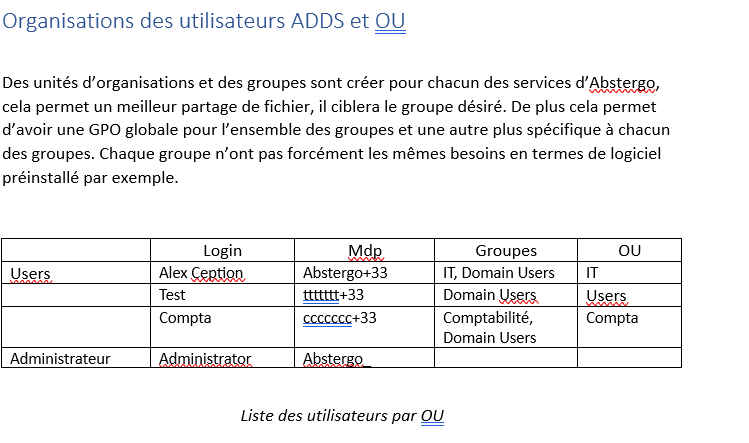 Organisations des utilisateurs ADDS et OU
Des unités d’organisations et des groupes sont créer pour chacun des services d’Abstergo,
cela permet un meilleur partage de fichier, il ciblera le groupe désiré. De plus cela permet
d’avoir une GPO globale pour l’ensemble des groupes et une autre plus spécifique à chacun
des groupes. Chaque groupe n’ont pas forcément les mêmes besoins en termes de logiciel
préinstallé par exemple.
Login Mdp Groupes OU
Users Alex Ception Abstergo+33 IT, Domain Users IT
Test ttttttt+33 Domain Users Users
Compta ccccccc+33 Comptabilité, Compta
Domain Users
Administrateur Administrator Abstergo_
Liste des utilisateurs par OU